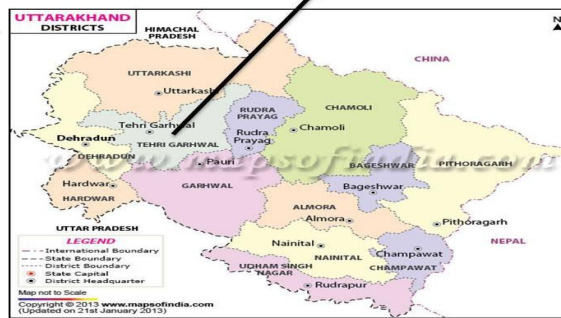 UTTARAKHAND
DISTRICTS
HIMACHAL
PRADESH
N
CHINA
UTTARKASHI
Uttarkashi
Tehri Garhwal
TEHRI GARHWAL
RUDRA
PRAYAG
Rudra
Prayag
CHAMOLI
Chamoli
Dehradun
DEHRADUN
www.mapsofindia.com
Pauri
GARHWAL
BAGESHWAR
Bageshwar
PITHORAGARH
Hardwar
HARDWAR
ALMORA
Almora
Pithoragarh
UTTAR PRADESH
Nainital
NAINITAL
Champawat
CHAMPAWAT
NEPAL
UDHAM SINGH
NAGAR
Rudrapur
LEGEND
International Boundary
State Boundary
District Boundary
State Capital
District Headquarter
Map not to Scale
Copyright © 2013 www.mapsofindia.com
(Updated on 21st January 2013)